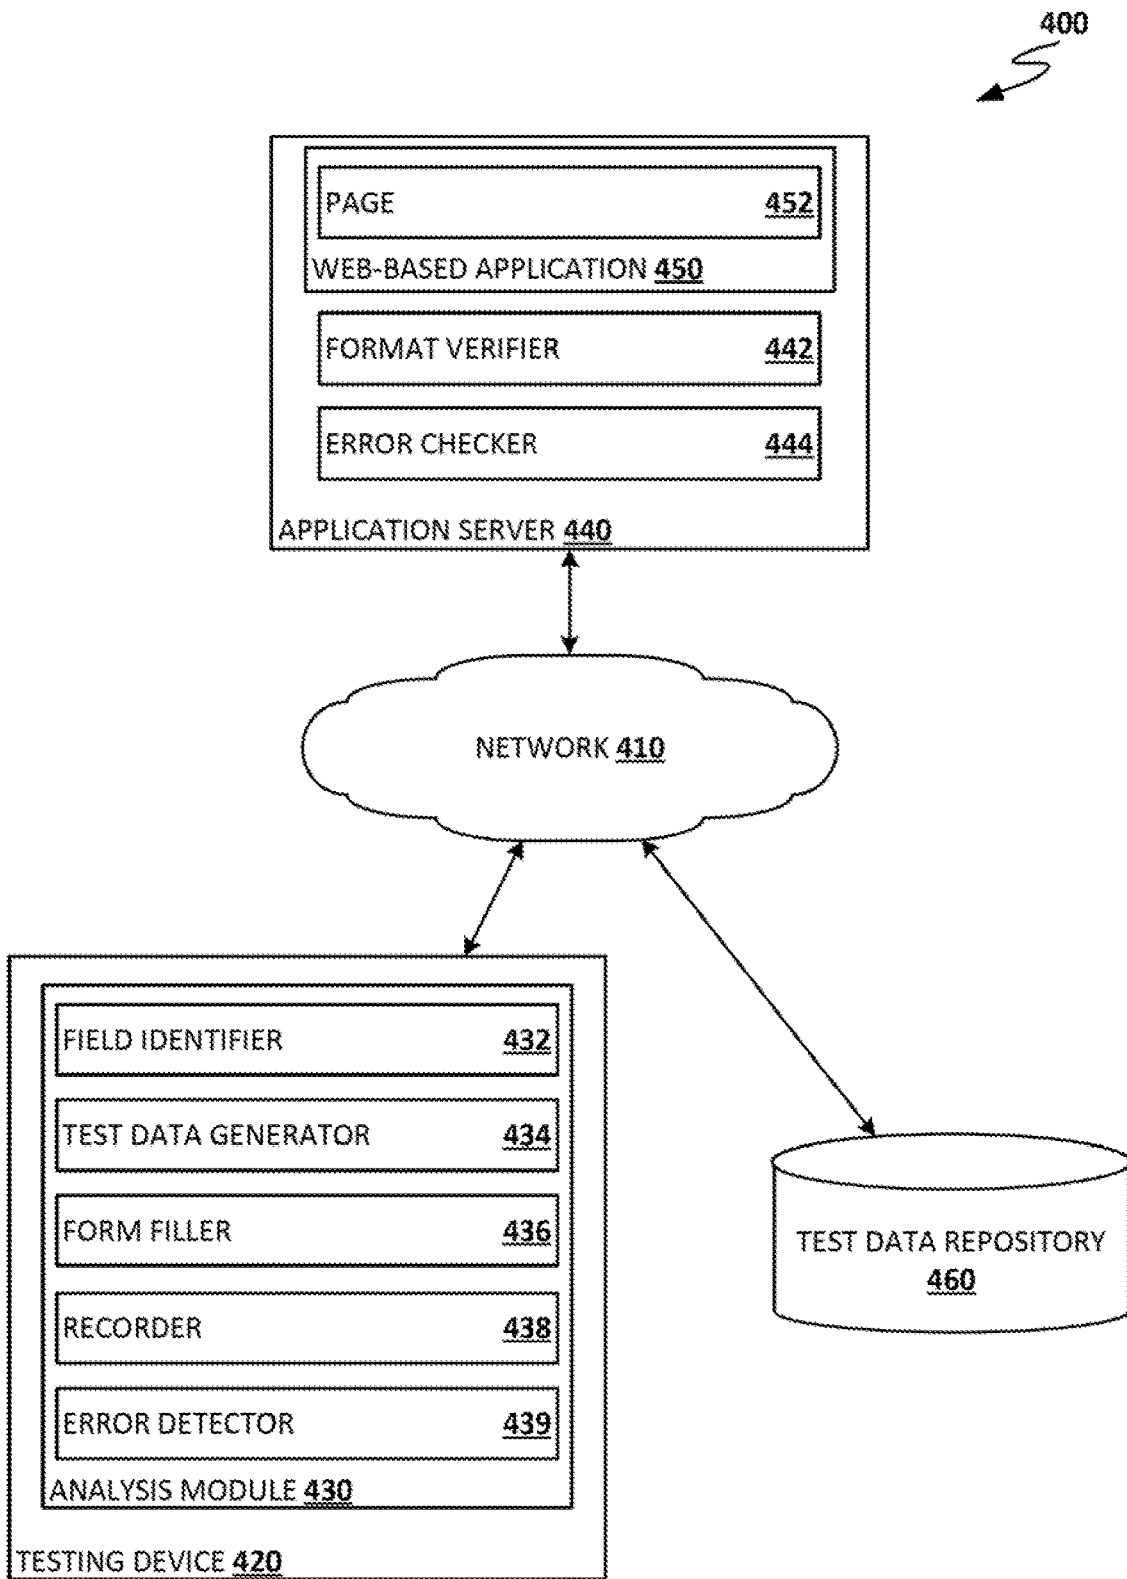 400
PAGE 452
WEB-BASED APPLICATION 450
FORMAT VERIFIER 442
ERROR CHECKER 444
APPLICATION SERVER 440
NETWORK 410
FIELD IDENTIFIER 432
TEST DATA GENERATOR 434
FORM FILLER 436
RECORDER 438
ERROR DETECTOR 439
ANALYSIS MODULE 430
TESTING DEVICE 420
TEST DATA REPOSITORY
460